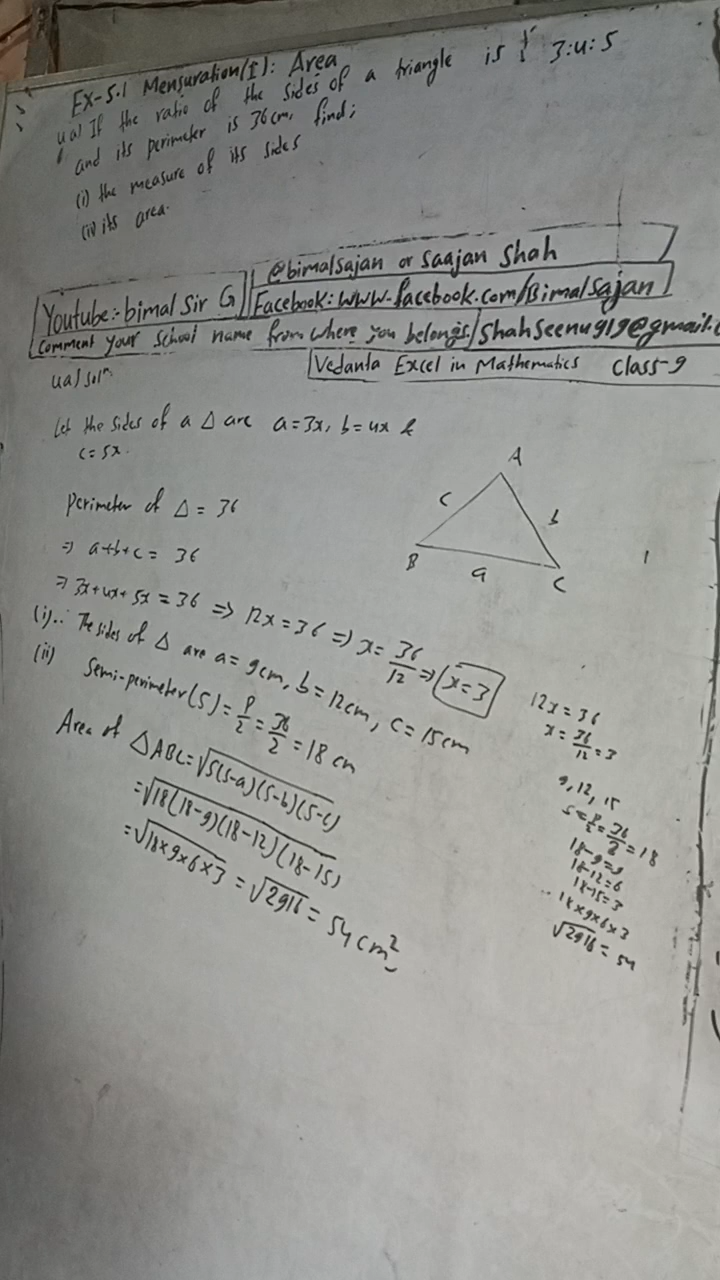 Ex-5.1 Mensuration(I): Area
4a) If the ratio of the sides of a triangle is 3:4:5
and its perimeter is 36cm, find;
(i) the measure of its sides
(ii) its area.
@bimalsajan or Saajan Shah
Youtube:- bimal Sir G
Facebook: www.facebook.com/Bimalsajan
Comment your School name from where you belongs/Shahseenu919@gmail.c
Vedanta Excel in Mathematics Class-9
4a) solⁿ
Let the sides of a Δ are a=3x, b=4x &
c=5x.
A
c
b
B
a
C
Perimeter of Δ = 36
⇒ a+b+c = 36
⇒ 3x+4x+5x = 36 ⇒ 12x=36 ⇒ x=36/12 ⇒ x=3
(i) ∴ The sides of Δ are a=9cm, b=12cm, c=15cm
(ii) Semi-perimeter(S)=P/2=36/2=18 cm
Area of ΔABC=√S(S-a)(S-b)(S-c)
=√18(18-9)(18-12)(18-15)
=√18×9×6×3 = √2916 = 54 cm²
12x=36
x=36/12=3
9,12,15
S=P/2=36/2=18
18-9=9
18-12=6
18-15=3
18×9×6×3
√2916=54